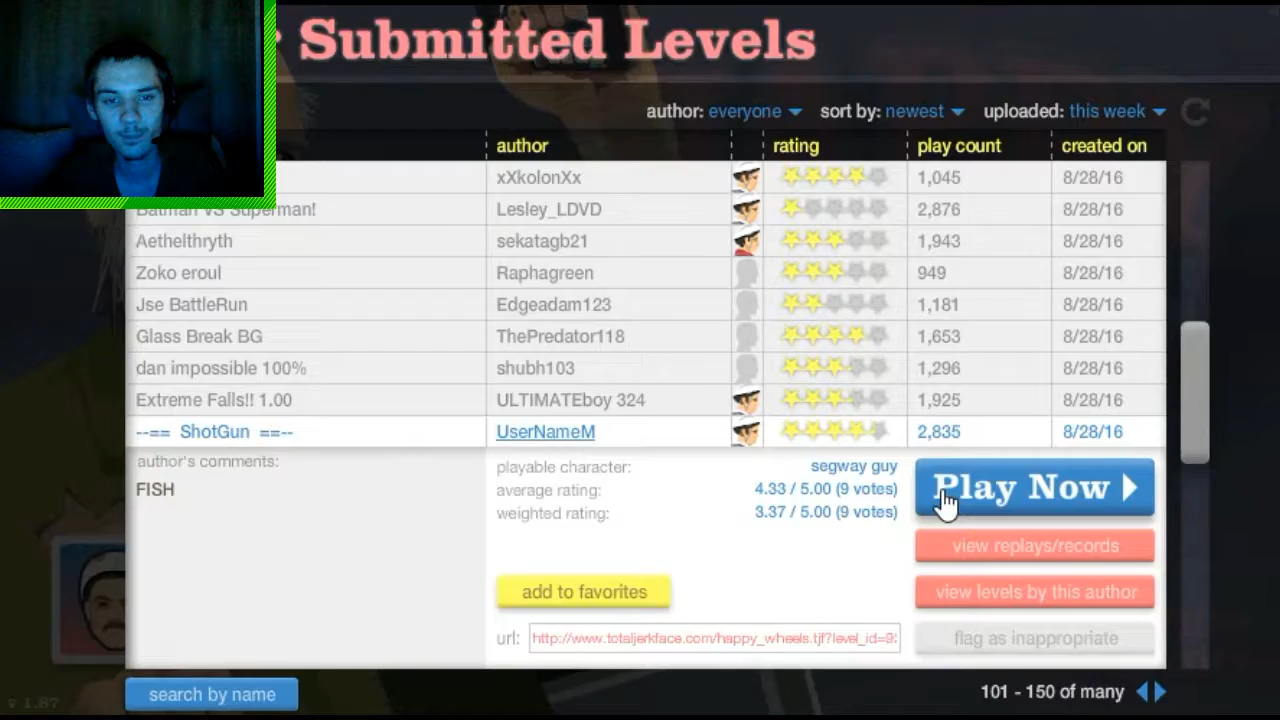 Submitted Levels
author: everyone sort by: newest uploaded: this week
author rating play count created on
xXkolonXx 1,045 8/28/16
Batman VS Superman! Lesley_LDVD 2,876 8/28/16
Aethelthryth sekatagb21 1,943 8/28/16
Zoko eroul Raphagreen 949 8/28/16
Jse BattleRun Edgeadam123 1,181 8/28/16
Glass Break BG ThePredator118 1,653 8/28/16
dan impossible 100% shubh103 1,296 8/28/16
Extreme Falls!! 1.00 ULTIMATEboy 324 1,925 8/28/16
--== ShotGun ==-- UserNameM 2,835 8/28/16
author's comments:
FISH
playable character: segway guy
average rating: 4.33 / 5.00 (9 votes)
weighted rating: 3.37 / 5.00 (9 votes)
Play Now
view replays/records
add to favorites
view levels by this author
url: http://www.totaljerkface.com/happy_wheels.tjf?level_id=9
flag as inappropriate
search by name
101 - 150 of many
v 1.87